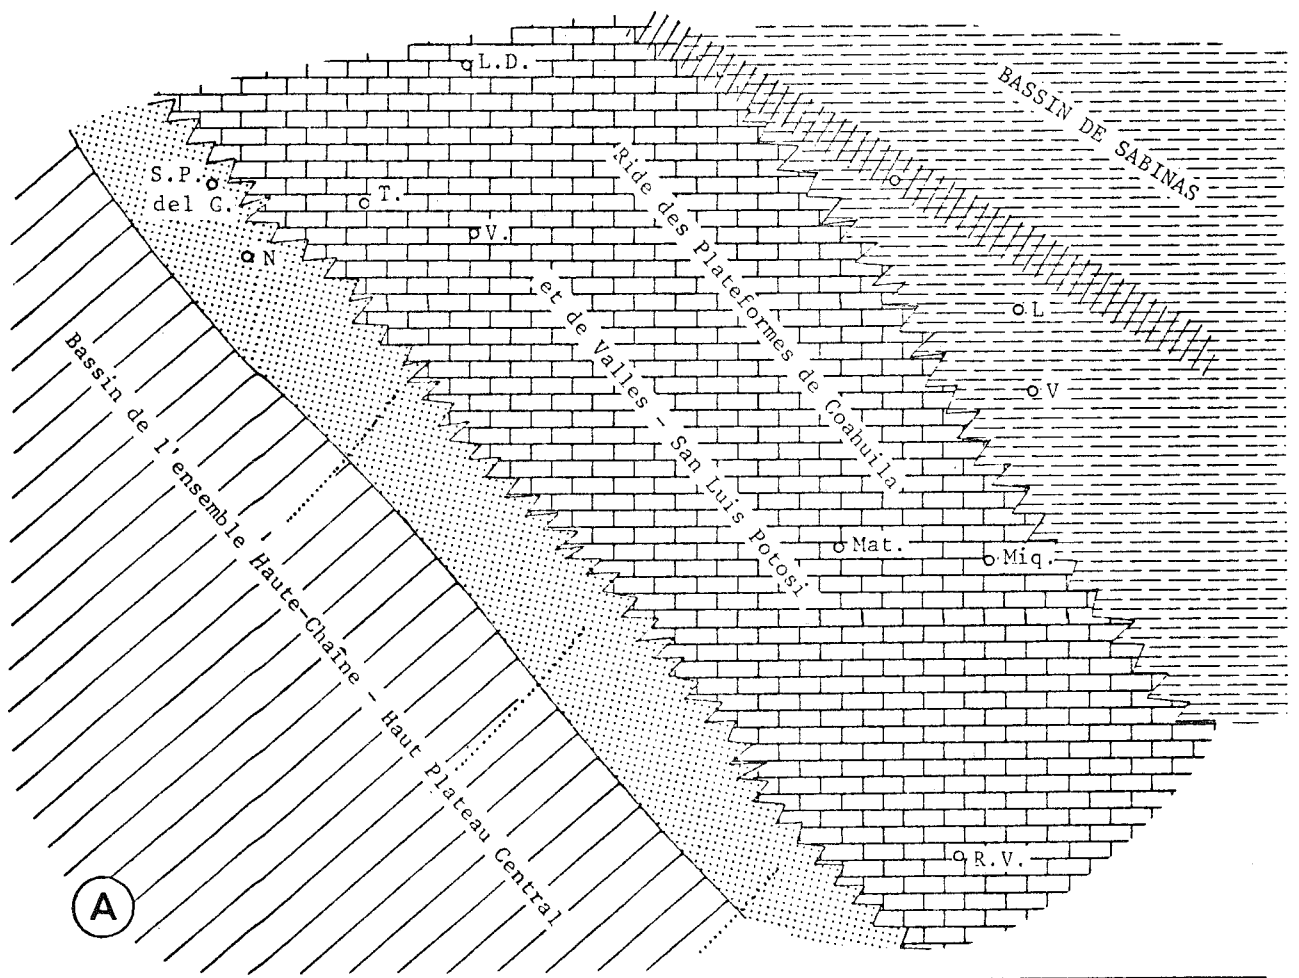 L.D.
BASSIN DE SABINAS
S.P.
del G.
T.
V.
N
Ride des Plateformes de Coahuila
et de Valles - San Luis Potosi
L
V
Bassin de l'ensemble Haute-Chaîne - Haut Plateau Central
Mat.
Miq.
R.V.
A